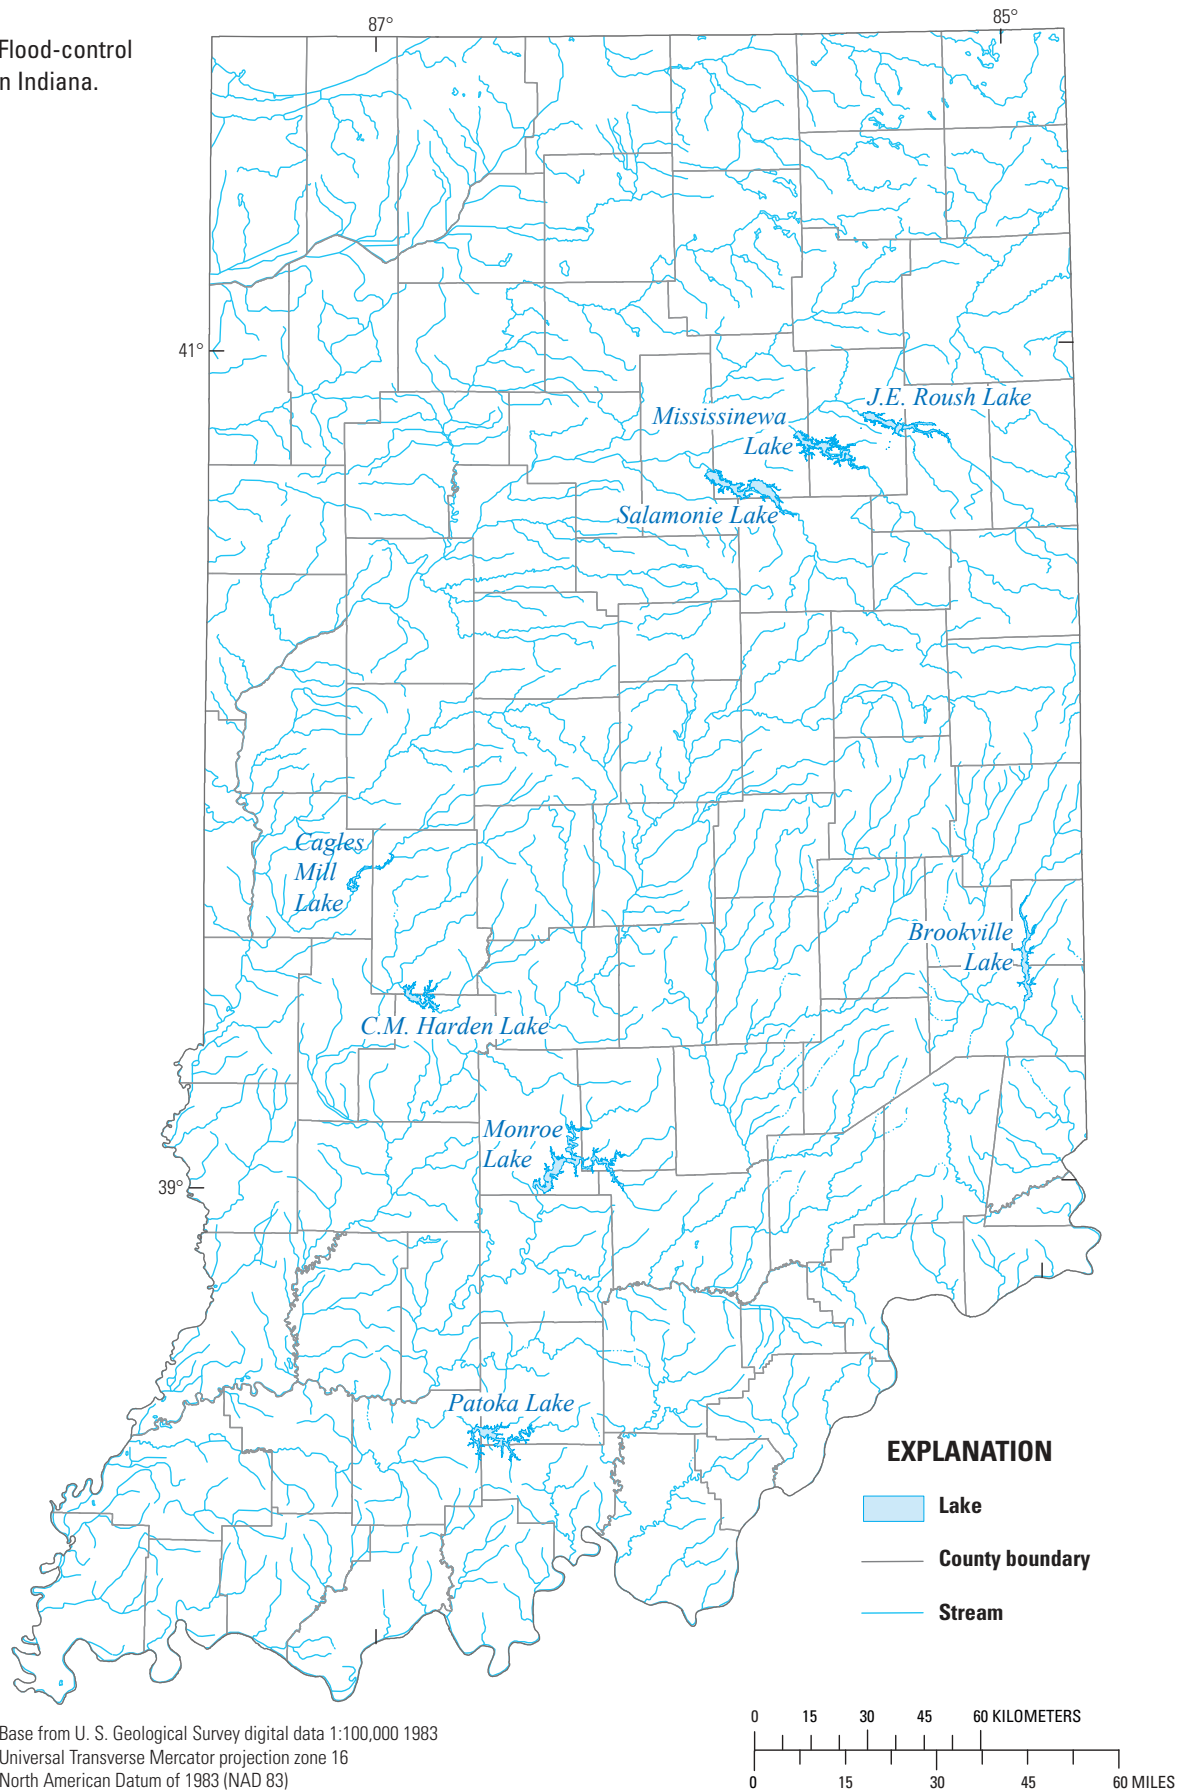 Flood-control
n Indiana.
87°
85°
41°
J.E. Roush Lake
Mississinewa
Lake
Salamonie Lake
Cagles
Mill
Lake
Brookville
Lake
C.M. Harden Lake
Monroe
Lake
39°
Patoka Lake
EXPLANATION
Lake
County boundary
Stream
Base from U. S. Geological Survey digital data 1:100,000 1983
Universal Transverse Mercator projection zone 16
North American Datum of 1983 (NAD 83)
0 15 30 45 60 KILOMETERS
0 15 30 45 60 MILES